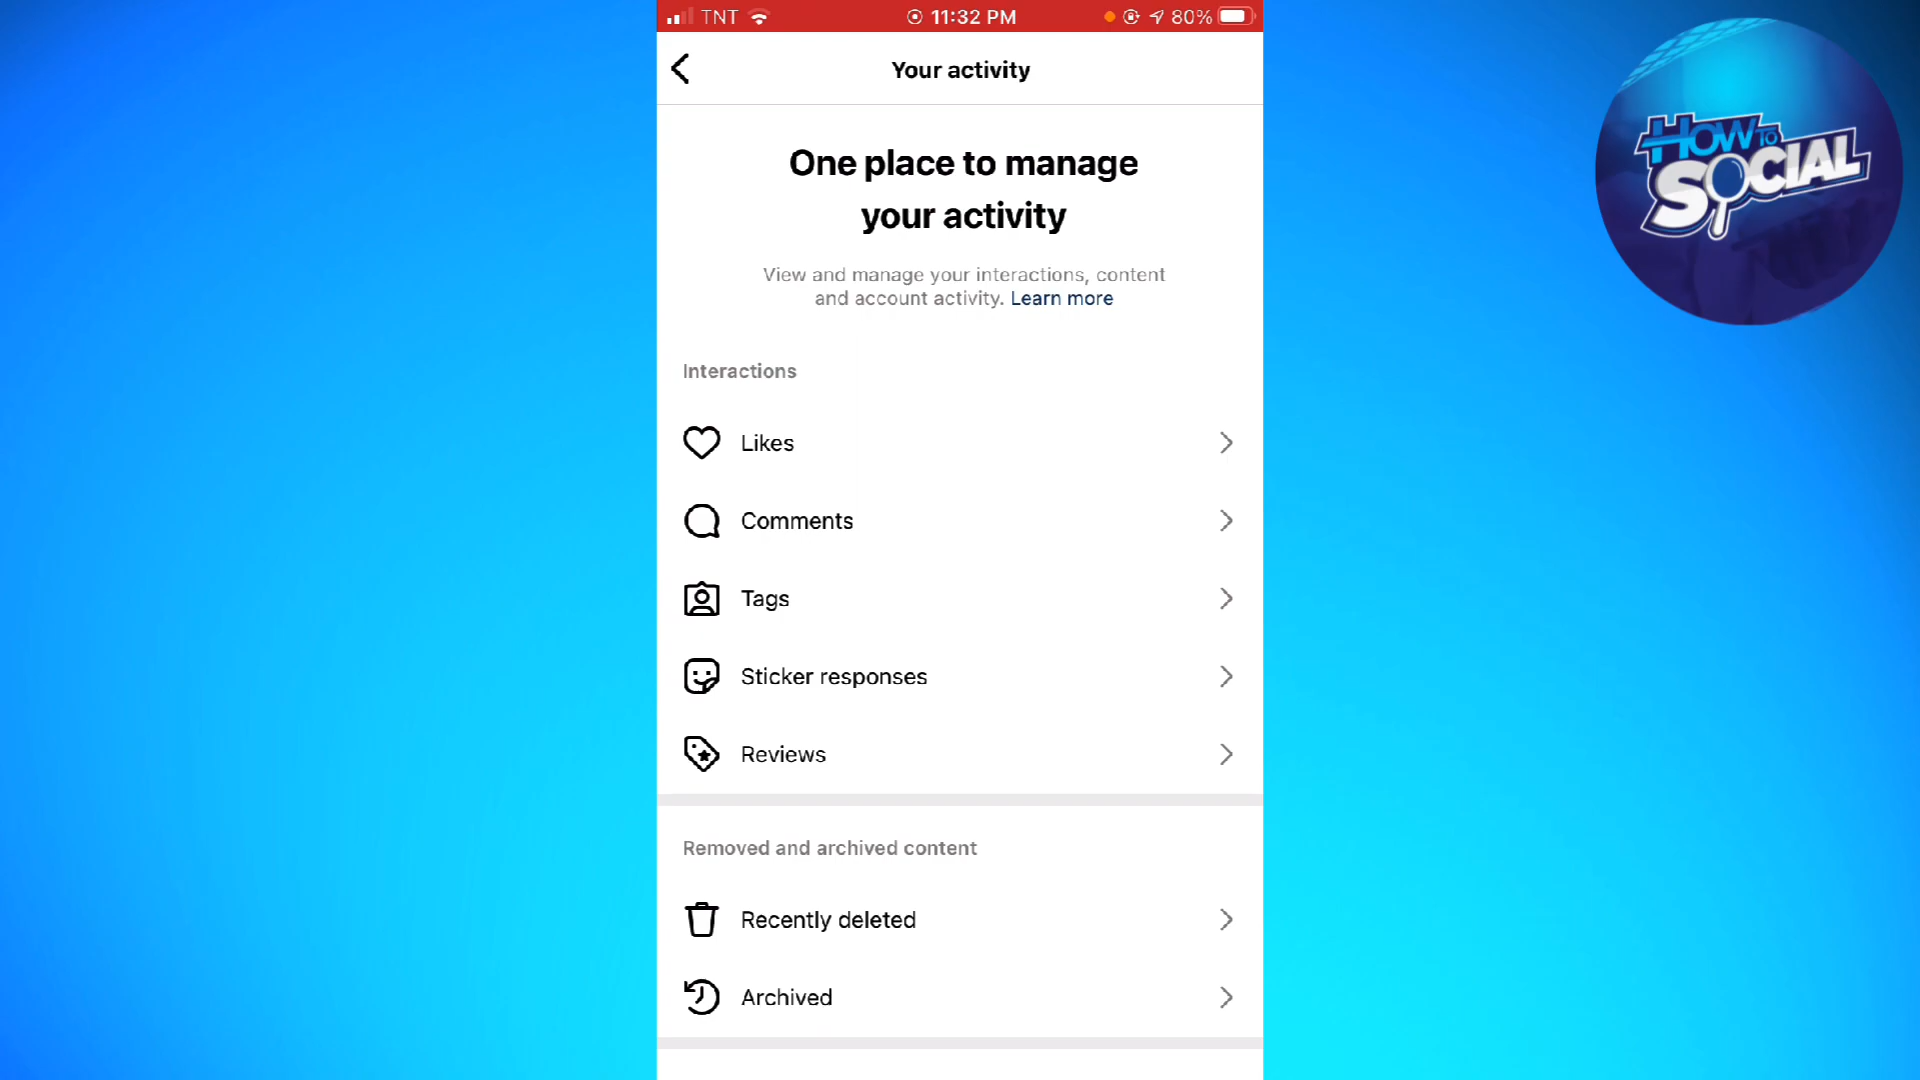 TNT 11:32 PM 80%
Your activity
One place to manage
your activity
View and manage your interactions, content
and account activity. Learn more
Interactions
Likes
Comments
Tags
Sticker responses
Reviews
Removed and archived content
Recently deleted
Archived
HOW TO
SOCIAL